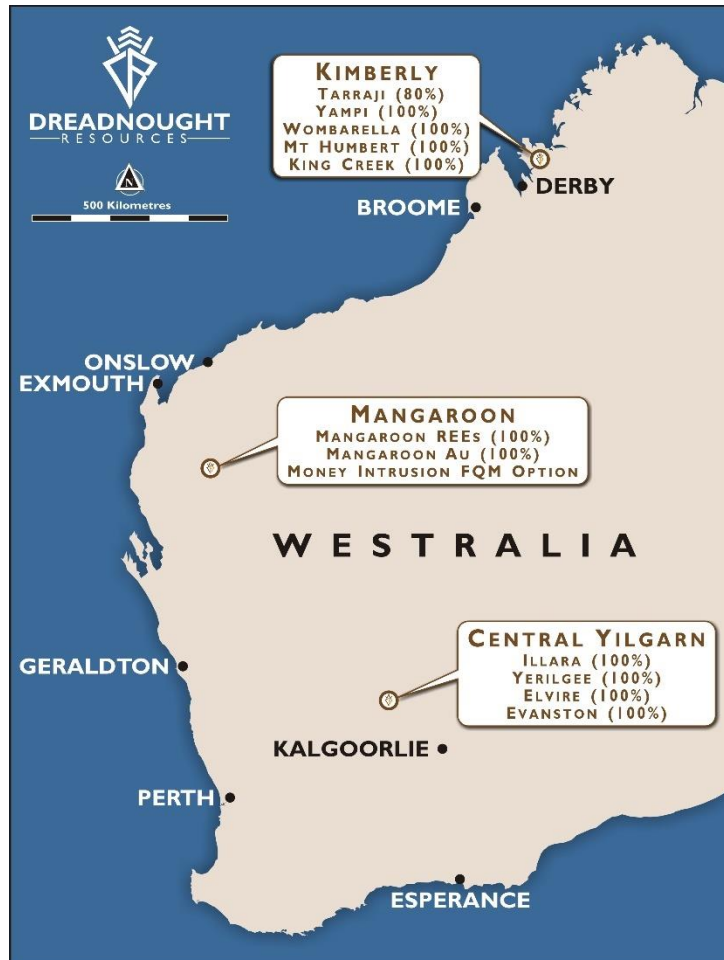 DREADNOUGHT
RESOURCES
N
500 Kilometres
KIMBERLY
TARRAJI (80%)
YAMPI (100%)
WOMBARELLA (100%)
MT HUMBERT (100%)
KING CREEK (100%)
DERBY
BROOME
ONSLOW
EXMOUTH
MANGAROON
MANGAROON REES (100%)
MANGAROON AU (100%)
MONEY INTRUSION FQM OPTION
WESTRALIA
CENTRAL YILGARN
ILLARA (100%)
YERILGEE (100%)
ELVIRE (100%)
EVANSTON (100%)
GERALDTON
KALGOORLIE
PERTH
ESPERANCE